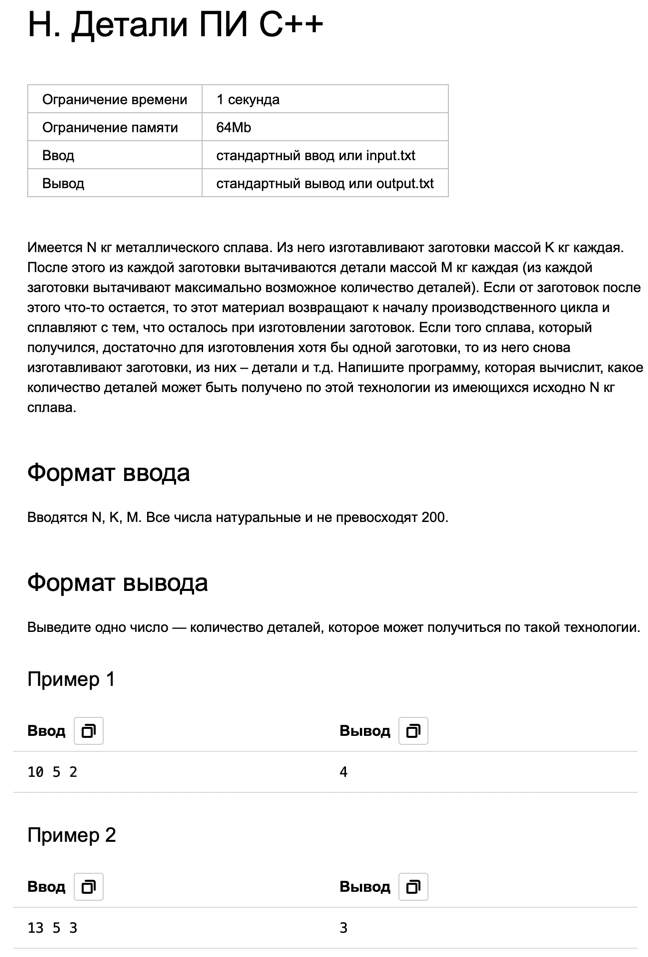 Н. Детали ПИ С++
Ограничение времени 1 секунда
Ограничение памяти 64Mb
Ввод стандартный ввод или input.txt
Вывод стандартный вывод или output.txt
Имеется N кг металлического сплава. Из него изготавливают заготовки массой K кг каждая.
После этого из каждой заготовки вытачиваются детали массой M кг каждая (из каждой
заготовки вытачивают максимально возможное количество деталей). Если от заготовок после
этого что-то остается, то этот материал возвращают к началу производственного цикла и
сплавляют с тем, что осталось при изготовлении заготовок. Если того сплава, который
получился, достаточно для изготовления хотя бы одной заготовки, то из него снова
изготавливают заготовки, из них – детали и т.д. Напишите программу, которая вычислит, какое
количество деталей может быть получено по этой технологии из имеющихся исходно N кг
сплава.
Формат ввода
Вводятся N, K, M. Все числа натуральные и не превосходят 200.
Формат вывода
Выведите одно число — количество деталей, которое может получиться по такой технологии.
Пример 1
Ввод Вывод
10 5 2 4
Пример 2
Ввод Вывод
13 5 3 3